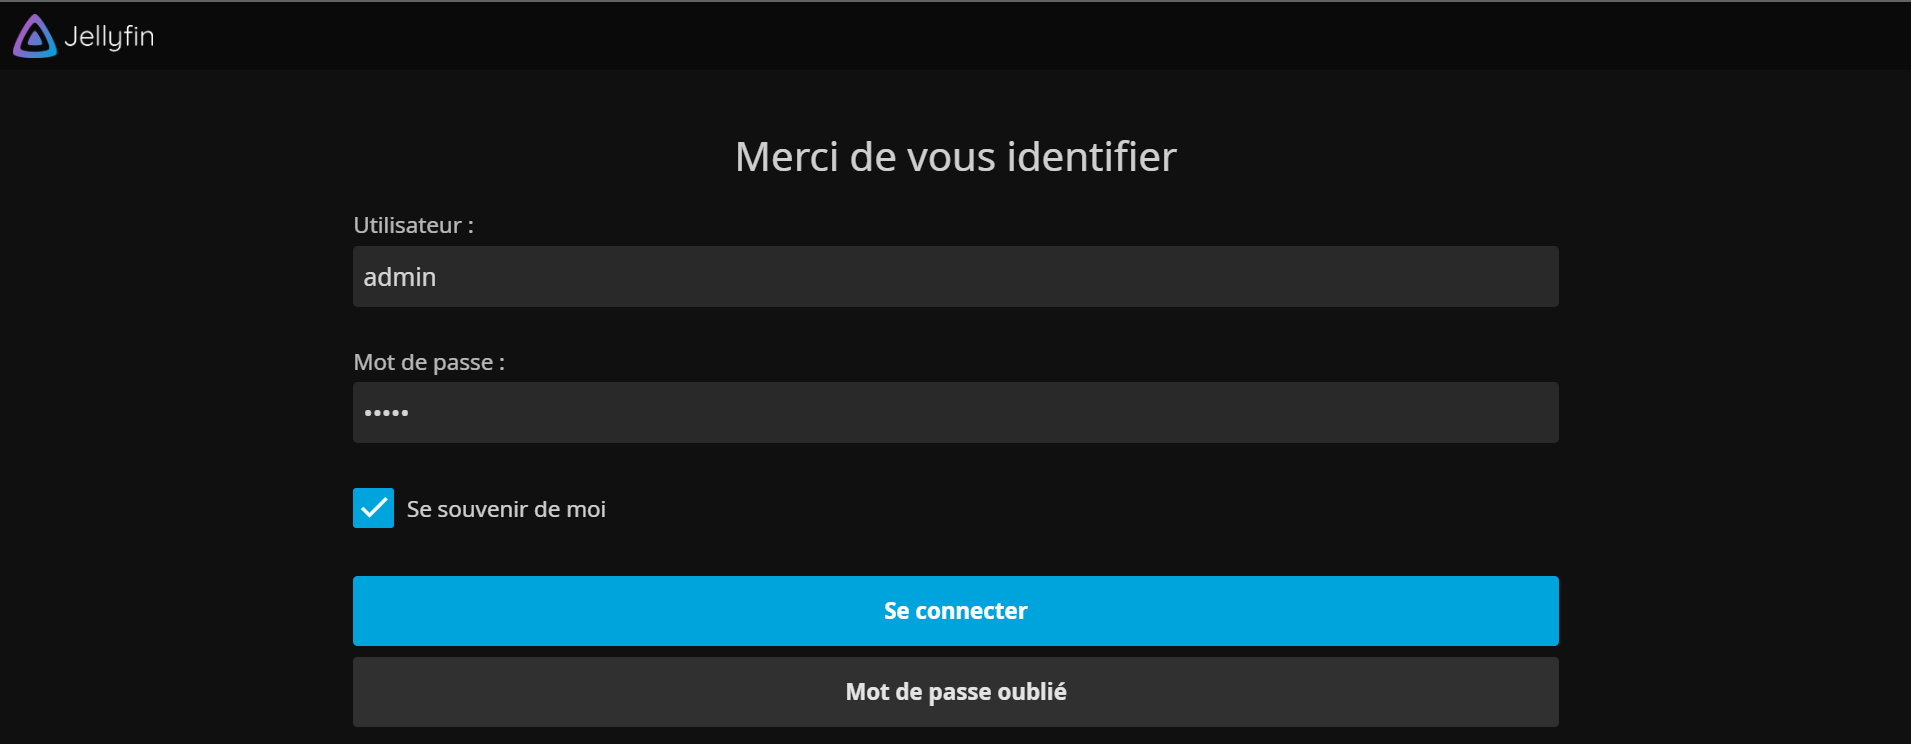 Jellyfin
Merci de vous identifier
Utilisateur :
admin
Mot de passe :
•••••
Se souvenir de moi
Se connecter
Mot de passe oublié